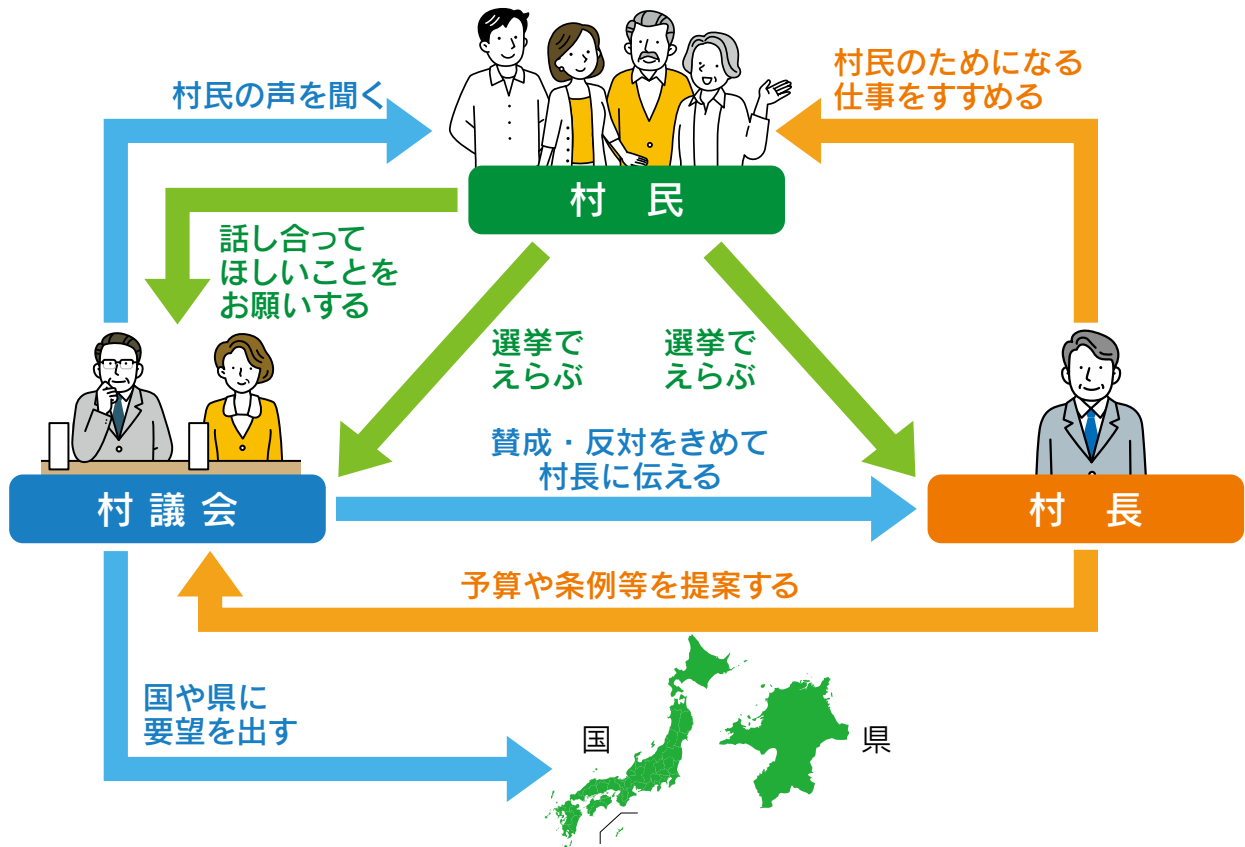 村民の声を聞く
村民のためになる
仕事をすすめる
村　民
話し合って
ほしいことを
お願いする
選挙で
えらぶ
選挙で
えらぶ
賛成・反対をきめて
村長に伝える
村 議 会
村　長
予算や条例等を提案する
国や県に
要望を出す
国
県